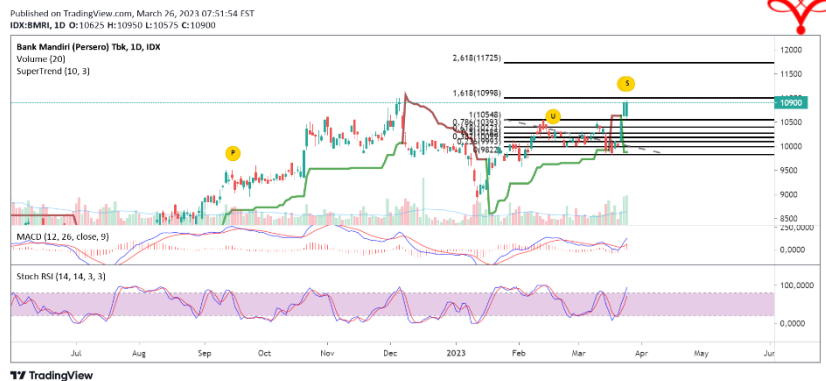 Published on TradingView.com, March 26, 2023 07:51:54 EST
IDX:BMRI, 1D O:10625 H:10950 L:10575 C:10900
Bank Mandiri (Persero) Tbk, 1D, IDX
Volume (20)
SuperTrend (10, 3)
2,618(11725)
1,618(10998)
1(10548)
0,786(10393)
0(9822)
P
U
S
12000
11500
10900
10500
10000
9500
9000
8500
MACD (12, 26, close, 9)
250,0000
0,0000
Stoch RSI (14, 14, 3, 3)
100,0000
0,0000
Jul Aug Sep Oct Nov Dec 2023 Feb Mar Apr May Jun
TradingView